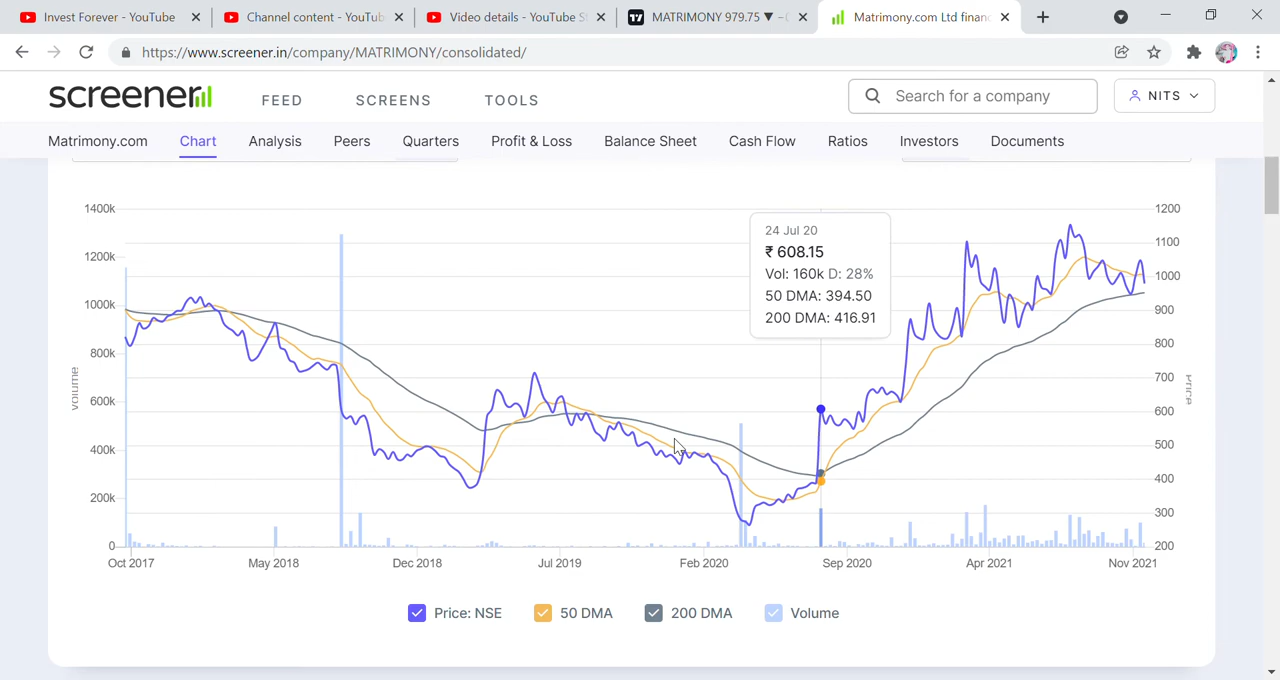 Invest Forever - YouTube
Channel content - YouTub
Video details - YouTube S
MATRIMONY 979.75 ▼ −
Matrimony.com Ltd financ
https://www.screener.in/company/MATRIMONY/consolidated/
screener
FEED SCREENS TOOLS
Search for a company
NITS
Matrimony.com Chart Analysis Peers Quarters Profit & Loss Balance Sheet Cash Flow Ratios Investors Documents
1400k
1200k
1000k
800k
600k
400k
200k
0
Volume
24 Jul 20
₹ 608.15
Vol: 160k D: 28%
50 DMA: 394.50
200 DMA: 416.91
1200
1100
1000
900
800
700
600
500
400
300
200
Price
Oct 2017 May 2018 Dec 2018 Jul 2019 Feb 2020 Sep 2020 Apr 2021 Nov 2021
Price: NSE 50 DMA 200 DMA Volume